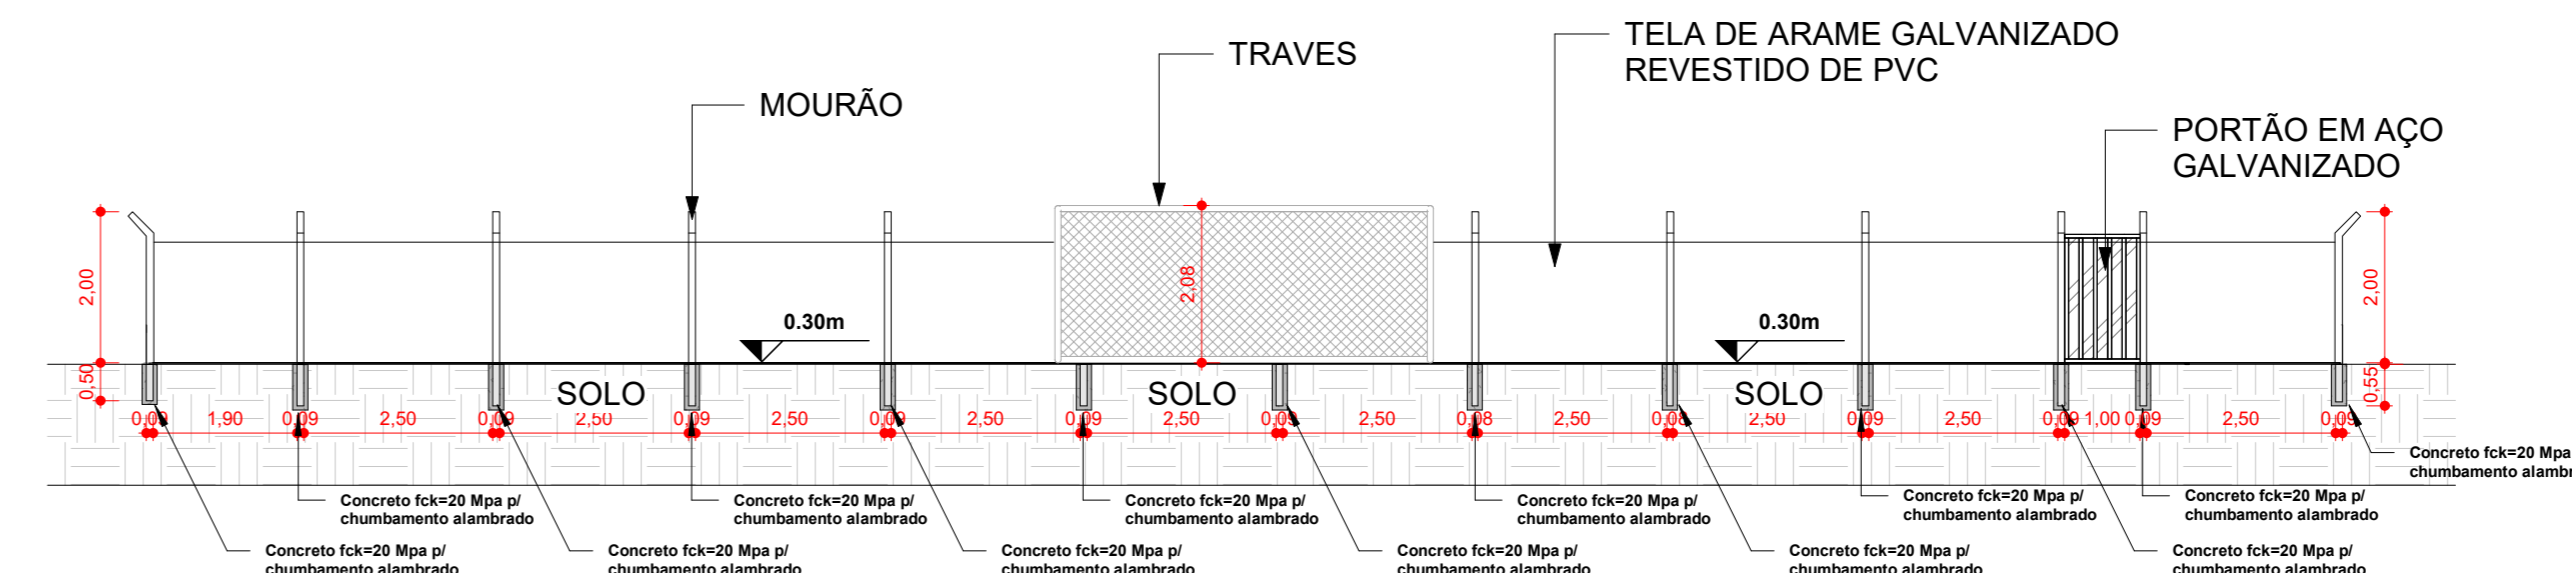 TELA DE ARAME GALVANIZADO
REVESTIDO DE PVC
TRAVES
MOURÃO
PORTÃO EM AÇO
GALVANIZADO
2,00
2,08
2,00
0.30m
0.30m
0,50
SOLO
SOLO
SOLO
0,55
0,09 1,90 0,09 2,50 0,09 2,50 0,09 2,50 0,09 2,50 0,09 2,50 0,09 2,50 0,08 2,50 0,08 2,50 0,09 2,50 0,09 1,00 0,09 2,50 0,09
Concreto fck=20 Mpa
chumbamento
Concreto fck=20 Mpa p/
chumbamento alambrado
Concreto fck=20 Mpa p/
chumbamento alambrado
Concreto fck=20 Mpa p/
chumbamento alambrado
Concreto fck=20 Mpa p/
chumbamento alambrado
Concreto fck=20 Mpa p/
chumbamento alambrado
Concreto fck=20 Mpa p/
chumbamento alambrado
Concreto fck=20 Mpa p/
chumbamento alambrado
Concreto fck=20 Mpa p/
chumbamento alambrado
Concreto fck=20 Mpa p/
chumbamento alambrado
Concreto fck=20 Mpa p/
chumbamento alambrado
Concreto fck=20 Mpa p/
chumbamento alambrado
Concreto fck=20 Mpa p/
chumbamento alambrado